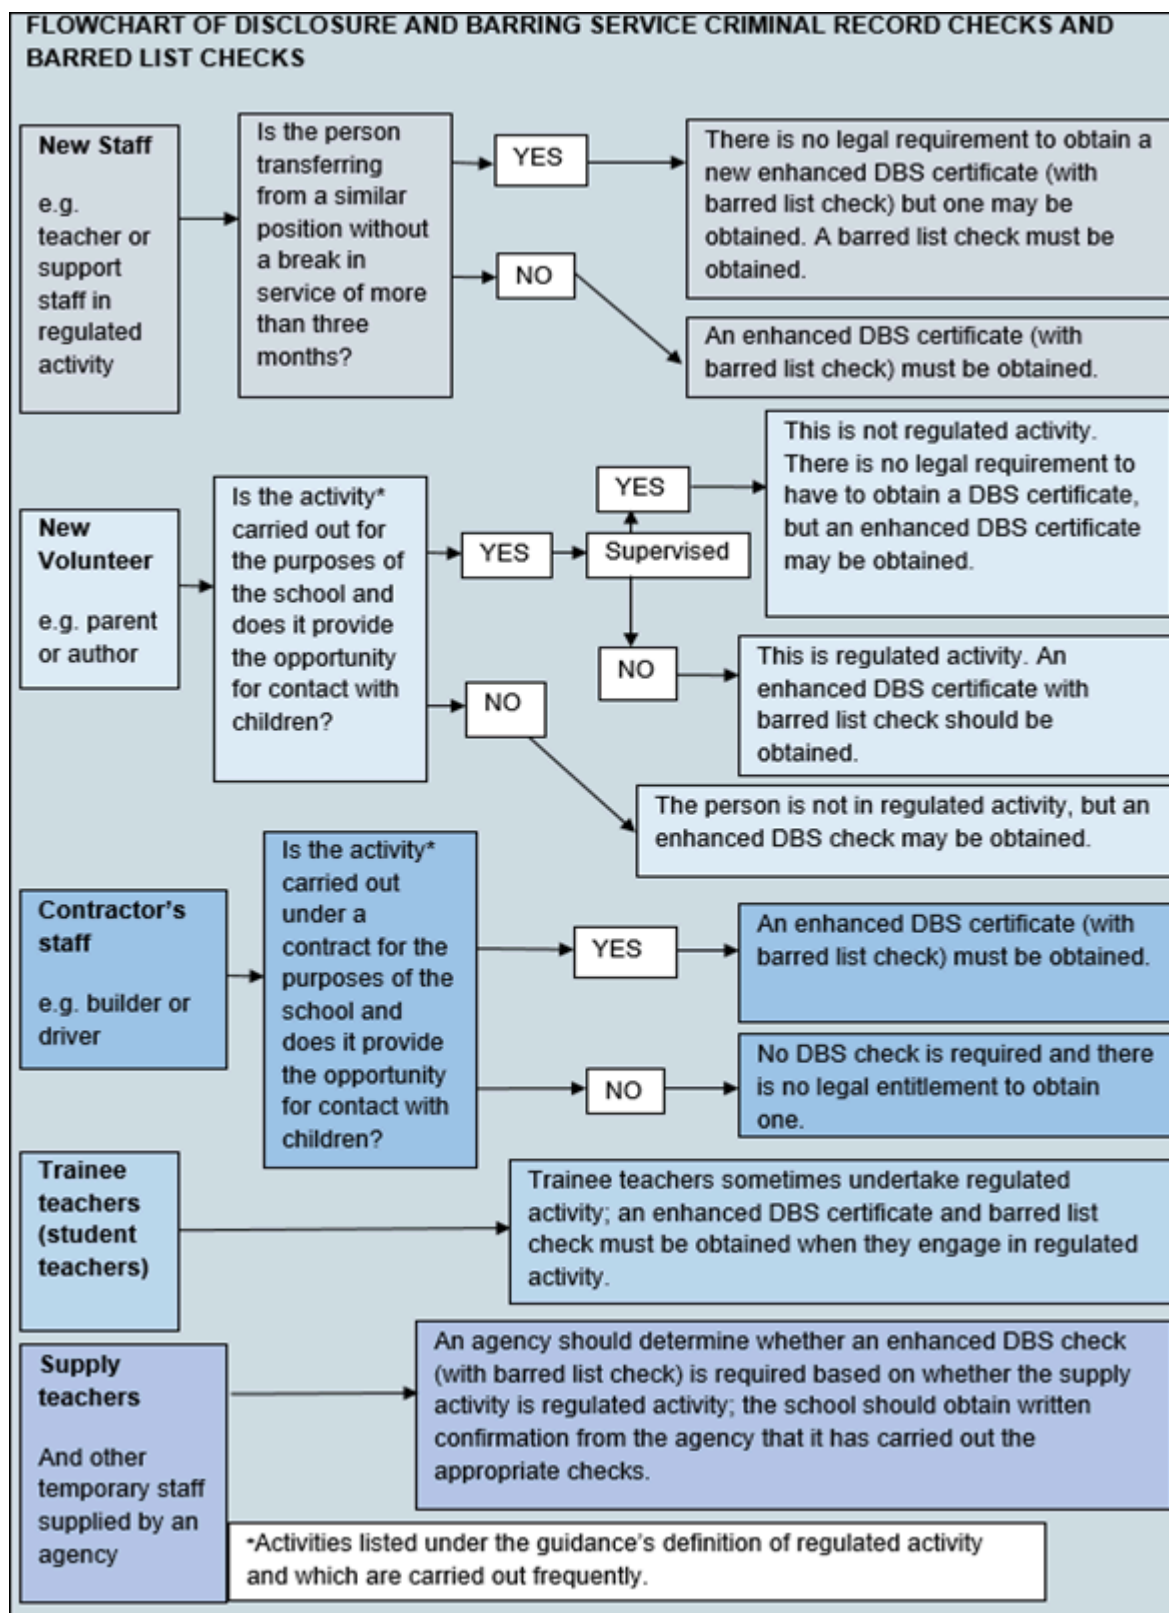 FLOWCHART OF DISCLOSURE AND BARRING SERVICE CRIMINAL RECORD CHECKS AND
BARRED LIST CHECKS
New Staff
e.g.
teacher or
support
staff in
regulated
activity
Is the person
transferring
from a similar
position without
a break in
service of more
than three
months?
YES
There is no legal requirement to obtain a
new enhanced DBS certificate (with
barred list check) but one may be
obtained. A barred list check must be
obtained.
NO
An enhanced DBS certificate (with
barred list check) must be obtained.
New
Volunteer
e.g. parent
or author
Is the activity*
carried out for
the purposes of
the school and
does it provide
the opportunity
for contact with
children?
YES
Supervised
YES
This is not regulated activity.
There is no legal requirement to
have to obtain a DBS certificate,
but an enhanced DBS certificate
may be obtained.
NO
This is regulated activity. An
enhanced DBS certificate with
barred list check should be
obtained.
NO
The person is not in regulated activity, but an
enhanced DBS check may be obtained.
Contractor's
staff
e.g. builder or
driver
Is the activity*
carried out
under a
contract for the
purposes of the
school and
does it provide
the opportunity
for contact with
children?
YES
An enhanced DBS certificate (with
barred list check) must be obtained.
NO
No DBS check is required and there
is no legal entitlement to obtain
one.
Trainee
teachers
(student
teachers)
Trainee teachers sometimes undertake regulated
activity; an enhanced DBS certificate and barred list
check must be obtained when they engage in regulated
activity.
Supply
teachers
And other
temporary staff
supplied by an
agency
An agency should determine whether an enhanced DBS check
(with barred list check) is required based on whether the supply
activity is regulated activity; the school should obtain written
confirmation from the agency that it has carried out the
appropriate checks.
*Activities listed under the guidance's definition of regulated activity
and which are carried out frequently.